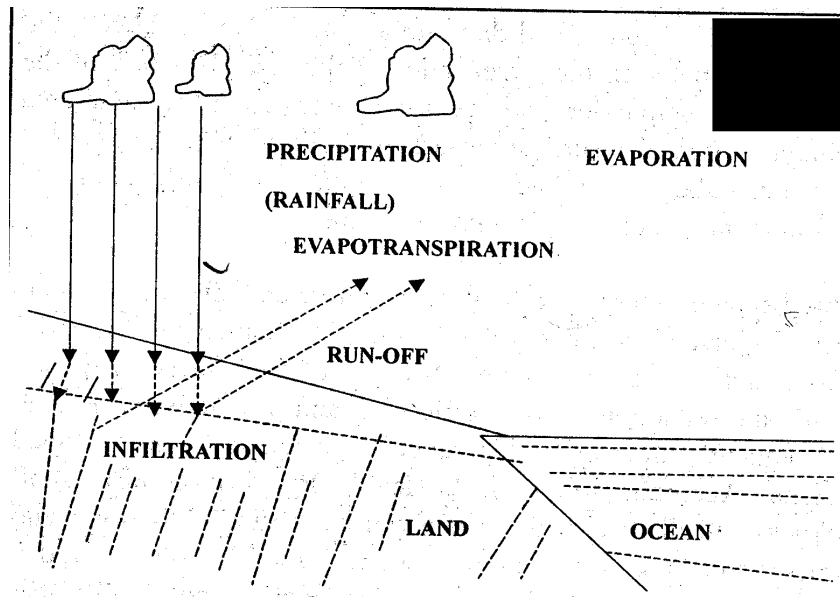 PRECIPITATION
EVAPORATION
(RAINFALL)
EVAPOTRANSPIRATION
RUN-OFF
INFILTRATION
LAND
OCEAN